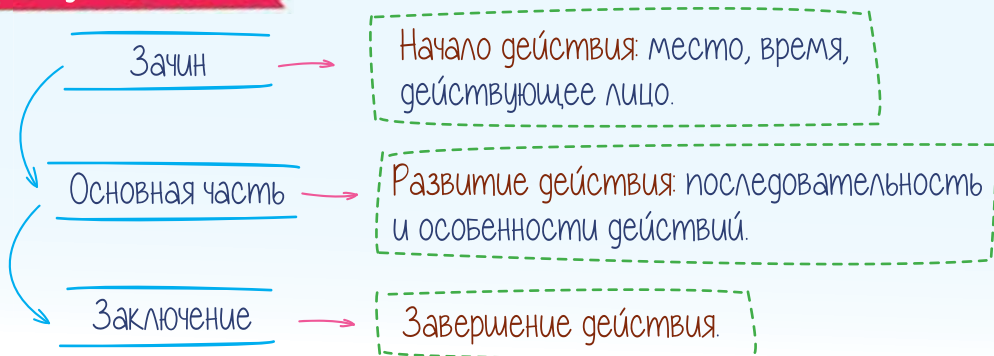 Зачин
Начало действия: место, время,
действующее лицо.
Основная часть
Развитие действия: последовательность
и особенности действий.
Заключение
Завершение действия.